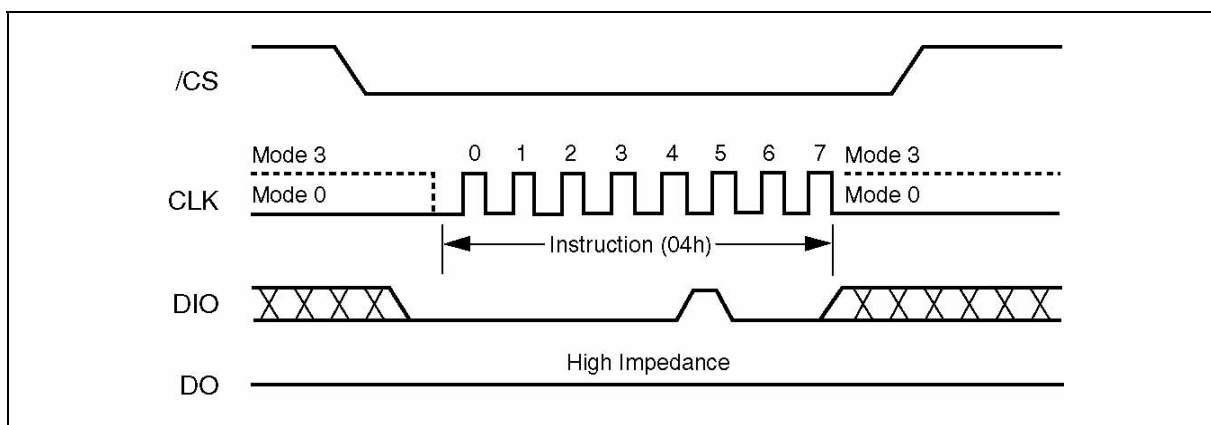 /CS
Mode 3
0 1 2 3 4 5 6 7
Mode 3
CLK
Mode 0
Mode 0
Instruction (04h)
DIO
High Impedance
DO